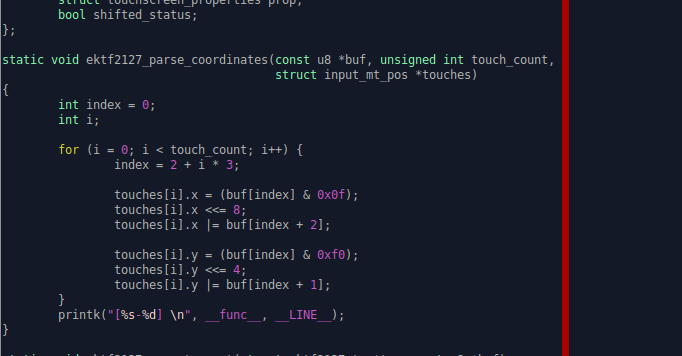 struct touchscreen_properties prop;
bool shifted_status;
};
static void ektf2127_parse_coordinates(const u8 *buf, unsigned int touch_count,
struct input_mt_pos *touches)
{
int index = 0;
int i;
for (i = 0; i < touch_count; i++) {
index = 2 + i * 3;
touches[i].x = (buf[index] & 0x0f);
touches[i].x <<= 8;
touches[i].x |= buf[index + 2];
touches[i].y = (buf[index] & 0xf0);
touches[i].y <<= 4;
touches[i].y |= buf[index + 1];
}
printk("[%s-%d] \n", __func__, __LINE__);
}